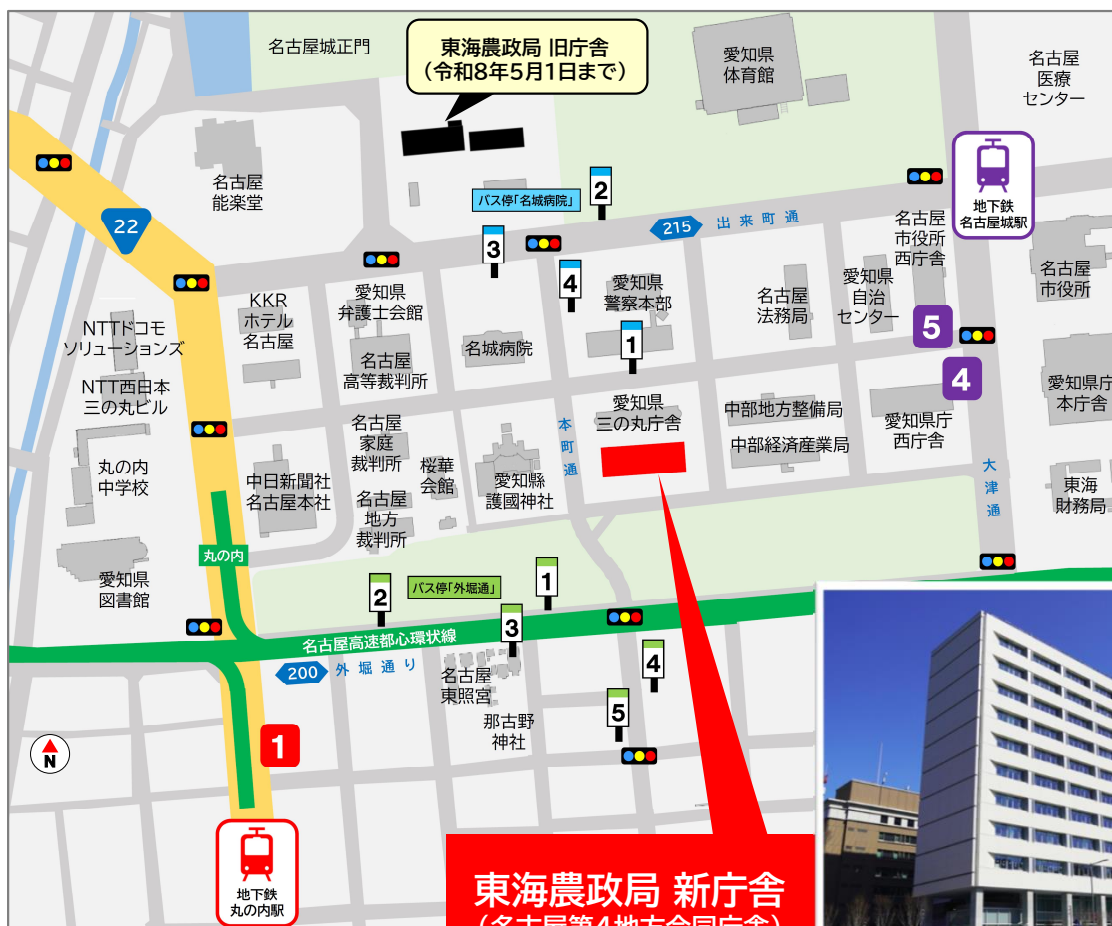 名古屋城正門
東海農政局 旧庁舎
(令和8年5月1日まで)
愛知県
体育館
名古屋
医療
センター
名古屋
能楽堂
バス停「名城病院」
2
3
4
1
22
215
出来町通
地下鉄
名古屋城駅
名古屋
市役所
西庁舎
名古屋
市役所
愛知県
弁護士会館
KKR
ホテル
名古屋
NTTドコモ
ソリューションズ
NTT西日本
三の丸ビル
名古屋
高等裁判所
名城病院
愛知県
警察本部
名古屋
法務局
愛知県
自治
センター
5
4
愛知県庁
本庁舎
愛知県庁
西庁舎
愛知県
三の丸庁舎
中部地方整備局
中部経済産業局
本町通
大津通
東海
財務局
丸の内
中学校
中日新聞社
名古屋本社
名古屋
家庭
裁判所
桜華
会館
愛知縣
護國神社
名古屋
地方
裁判所
丸の内
愛知県
図書館
バス停「外堀通」
1
2
3
4
5
名古屋高速都心環状線
200
外堀通り
名古屋
東照宮
那古野
神社
N
1
地下鉄
丸の内駅
東海農政局 新庁舎
(名古屋第4地方合同庁舎)